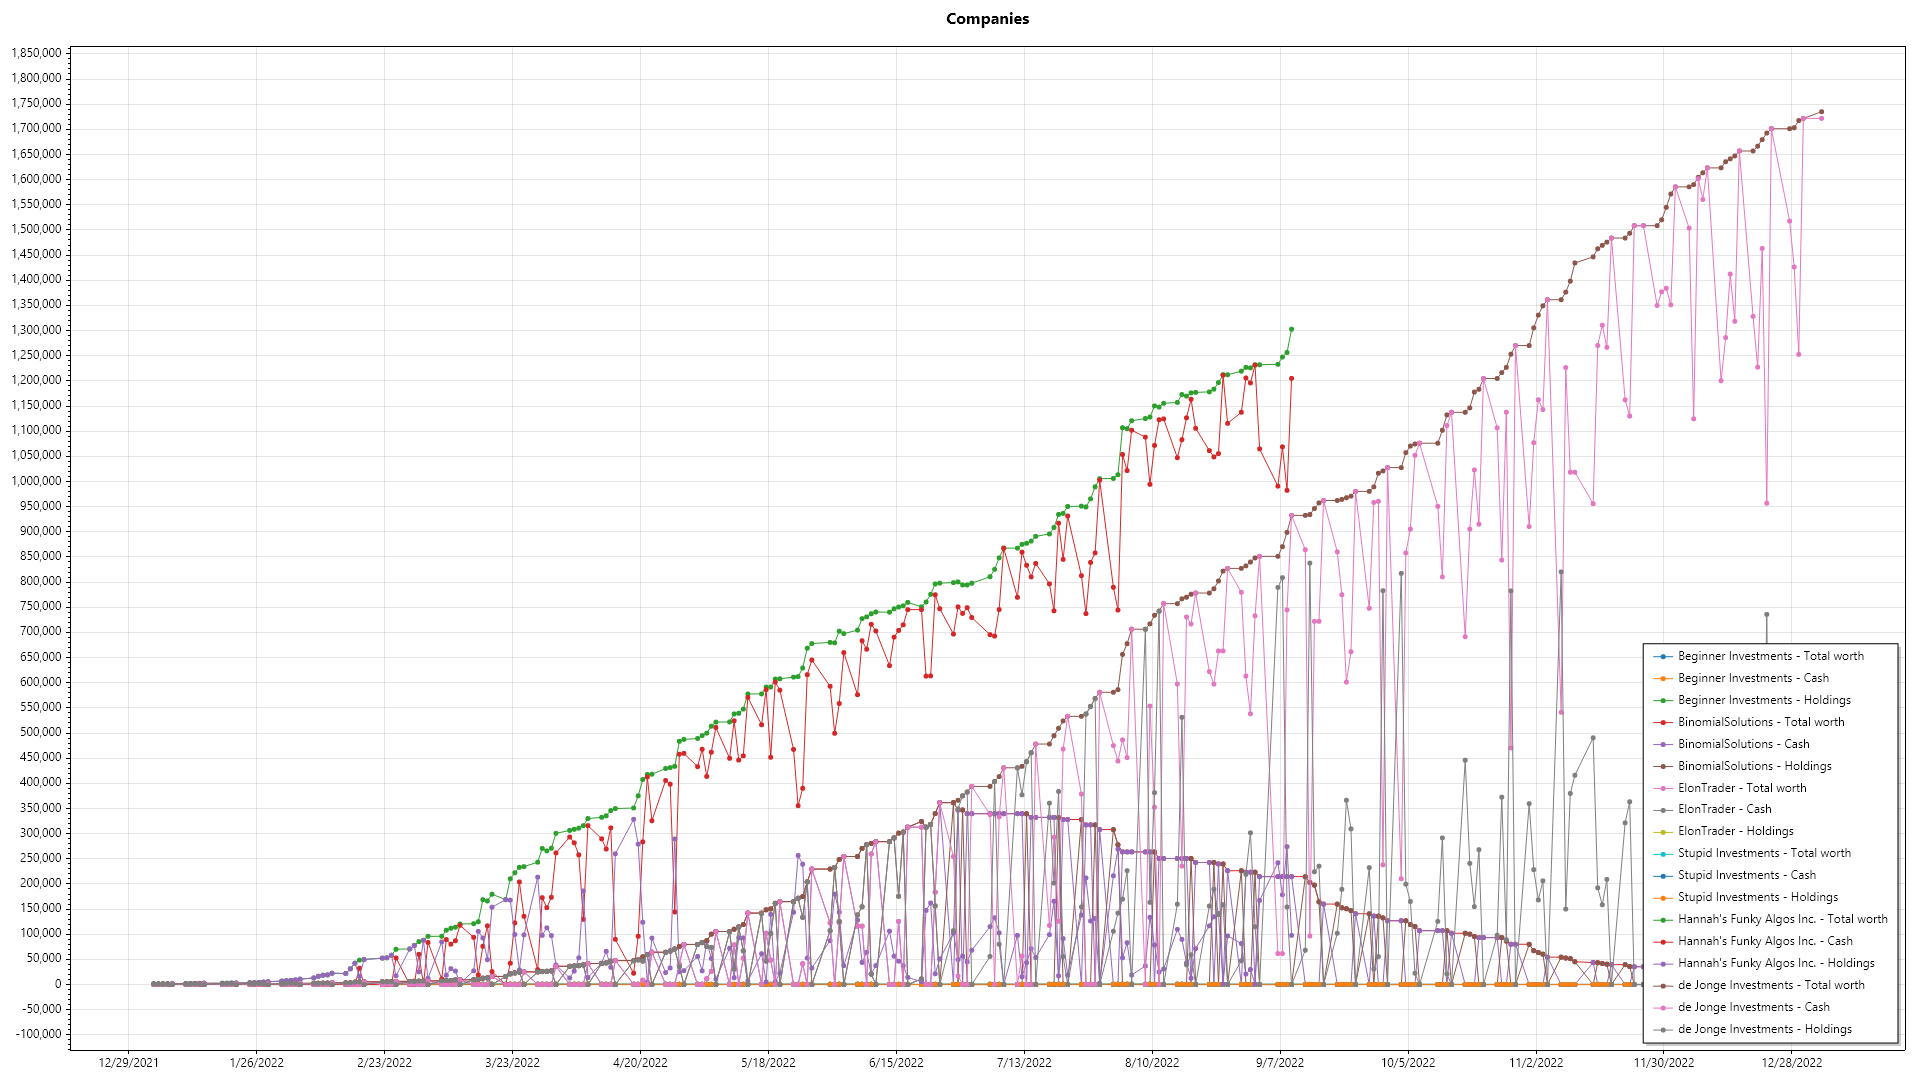 Companies
1,850,000
1,800,000
1,750,000
1,700,000
1,650,000
1,600,000
1,550,000
1,500,000
1,450,000
1,400,000
1,350,000
1,300,000
1,250,000
1,200,000
1,150,000
1,100,000
1,050,000
1,000,000
950,000
900,000
850,000
800,000
750,000
700,000
650,000
600,000
550,000
500,000
450,000
400,000
350,000
300,000
250,000
200,000
150,000
100,000
50,000
0
-50,000
-100,000
Beginner Investments - Total worth
Beginner Investments - Cash
Beginner Investments - Holdings
BinomialSolutions - Total worth
BinomialSolutions - Cash
BinomialSolutions - Holdings
ElonTrader - Total worth
ElonTrader - Cash
ElonTrader - Holdings
Stupid Investments - Total worth
Stupid Investments - Cash
Stupid Investments - Holdings
Hannah's Funky Algos Inc. - Total worth
Hannah's Funky Algos Inc. - Cash
Hannah's Funky Algos Inc. - Holdings
de Jonge Investments - Total worth
de Jonge Investments - Cash
de Jonge Investments - Holdings
12/29/2021 1/26/2022 2/23/2022 3/23/2022 4/20/2022 5/18/2022 6/15/2022 7/13/2022 8/10/2022 9/7/2022 10/5/2022 11/2/2022 11/30/2022 12/28/2022